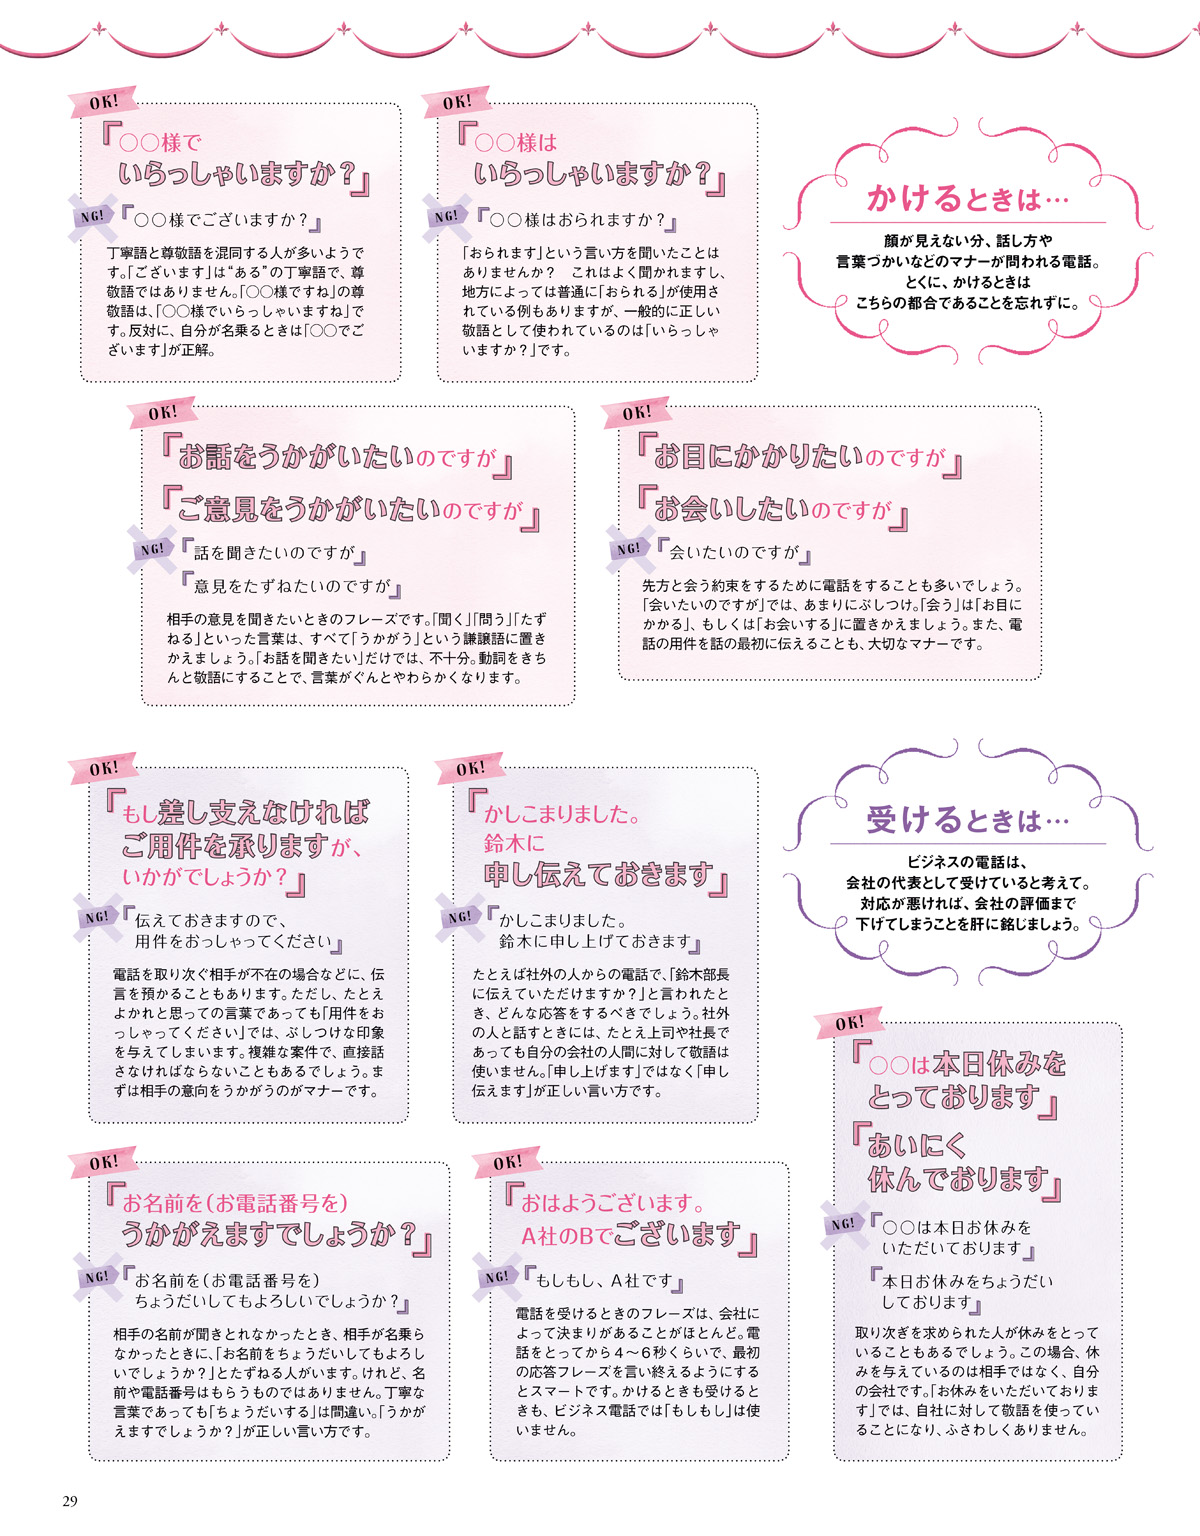 かけるときは…
顔が見えない分、話し方や
言葉づかいなどのマナーが問われる電話。
とくに、かけるときは
こちらの都合であることを忘れずに。
OK!
『○○様は
いらっしゃいますか？』
NG!
『○○様はおられますか？』
「おられます」という言い方を聞いたことは
ありませんか？　これはよく聞かれますし、
地方によっては普通に「おられる」が使用さ
れている例もありますが、一般的に正しい
敬語として使われているのは「いらっしゃ
いますか？」です。
OK!
『○○様で
いらっしゃいますか？』
NG!
『○○様でございますか？』
丁寧語と尊敬語を混同する人が多いようで
す。「ございます」は“ある”の丁寧語で、尊
敬語ではありません。「○○様ですね」の尊
敬語は、「○○様でいらっしゃいますね」で
す。反対に、自分が名乗るときは「○○でご
ざいます」が正解。
OK!
『お目にかかりたいのですが』
『お会いしたいのですが』
NG!
『会いたいのですが』
先方と会う約束をするために電話をすることも多いでしょう。
「会いたいのですが」では、あまりにぶしつけ。「会う」は「お目に
かかる」、もしくは「お会いする」に置きかえましょう。また、電
話の用件を話の最初に伝えることも、大切なマナーです。
OK!
『お話をうかがいたいのですが』
『ご意見をうかがいたいのですが』
NG!
『話を聞きたいのですが』
『意見をたずねたいのですが』
相手の意見を聞きたいときのフレーズです。「聞く」「問う」「たず
ねる」といった言葉は、すべて「うかがう」という謙譲語に置き
かえましょう。「お話を聞きたい」だけでは、不十分。動詞をきち
んと敬語にすることで、言葉がぐんとやわらかくなります。
受けるときは…
ビジネスの電話は、
会社の代表として受けていると考えて。
対応が悪ければ、会社の評価まで
下げてしまうことを肝に銘じましょう。
OK!
『かしこまりました。
鈴木に
申し伝えておきます』
NG!
『かしこまりました。
鈴木に申し上げておきます』
たとえば社外の人からの電話で、「鈴木部長
に伝えていただけますか？」と言われたと
き、どんな応答をするべきでしょう。社外
の人と話すときには、たとえ上司や社長で
あっても自分の会社の人間に対して敬語は
使いません。「申し上げます」ではなく「申し
伝えます」が正しい言い方です。
OK!
『もし差し支えなければ
ご用件を承りますが、
いかがでしょうか？』
NG!
『伝えておきますので、
用件をおっしゃってください』
電話を取り次ぐ相手が不在の場合などに、伝
言を預かることもあります。ただし、たとえ
よかれと思っての言葉であっても「用件をお
っしゃってください」では、ぶしつけな印象
を与えてしまいます。複雑な案件で、直接話
さなければならないこともあるでしょう。ま
ずは相手の意向をうかがうのがマナーです。
OK!
『○○は本日休みを
とっております』
『あいにく
休んでおります』
NG!
『○○は本日お休みを
いただいております』
『本日お休みをちょうだい
しております』
取り次ぎを求められた人が休みをとって
いることもあるでしょう。この場合、休
みを与えているのは相手ではなく、自分
の会社です。「お休みをいただいておりま
す」では、自社に対して敬語を使ってい
ることになり、ふさわしくありません。
OK!
『おはようございます。
A社のBでございます』
NG!
『もしもし、A社です』
電話を受けるときのフレーズは、会社に
よって決まりがあることがほとんど。電
話をとってから４～６秒くらいで、最初
の応答フレーズを言い終えるようにする
とスマートです。かけるときも受けると
きも、ビジネス電話では「もしもし」は使
いません。
OK!
『お名前を(お電話番号を)
うかがえますでしょうか？』
NG!
『お名前を(お電話番号を)
ちょうだいしてもよろしいでしょうか？』
相手の名前が聞きとれなかったとき、相手が名乗ら
なかったときに、「お名前をちょうだいしてもよろし
いでしょうか？」とたずねる人がいます。けれど、名
前や電話番号はもらうものではありません。丁寧な
言葉であっても「ちょうだいする」は間違い。「うかが
えますでしょうか？」が正しい言い方です。
29